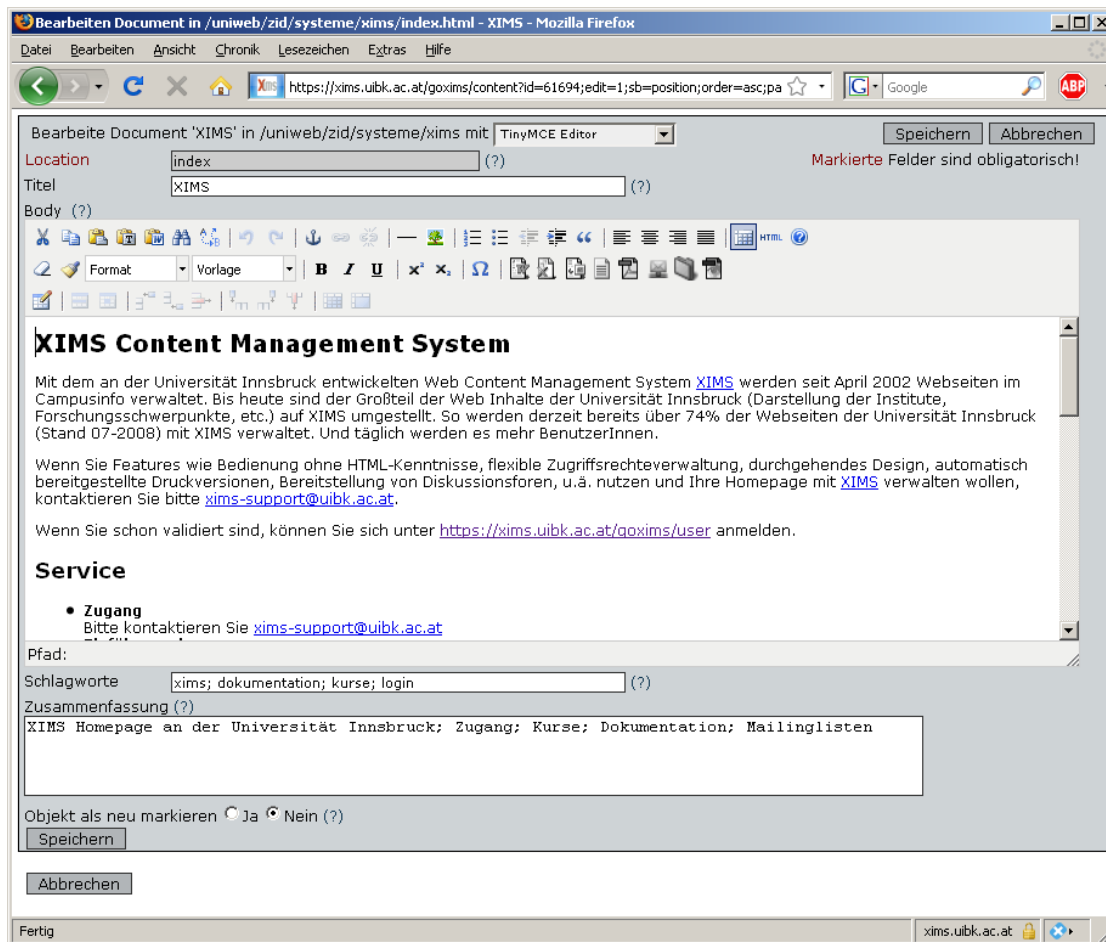 Bearbeiten Document in /uniweb/zid/systeme/xims/index.html - XIMS - Mozilla Firefox
Datei Bearbeiten Ansicht Chronik Lesezeichen Extras Hilfe
https://xims.uibk.ac.at/goxims/content?id=61694;edit=1;sb=position;order=asc;pa G Google ABP
Bearbeite Document 'XIMS' in /uniweb/zid/systeme/xims mit TinyMCE Editor Speichern Abbrechen
Location index (?) Markierte Felder sind obligatorisch!
Titel XIMS (?)
Body (?)
HTML
Format Vorlage B I U x² x₂ Ω
XIMS Content Management System
Mit dem an der Universität Innsbruck entwickelten Web Content Management System XIMS werden seit April 2002 Webseiten im
Campusinfo verwaltet. Bis heute sind der Großteil der Web Inhalte der Universität Innsbruck (Darstellung der Institute,
Forschungsschwerpunkte, etc.) auf XIMS umgestellt. So werden derzeit bereits über 74% der Webseiten der Universität Innsbruck
(Stand 07-2008) mit XIMS verwaltet. Und täglich werden es mehr BenutzerInnen.
Wenn Sie Features wie Bedienung ohne HTML-Kenntnisse, flexible Zugriffsrechteverwaltung, durchgehendes Design, automatisch
bereitgestellte Druckversionen, Bereitstellung von Diskussionsforen, u.ä. nutzen und Ihre Homepage mit XIMS verwalten wollen,
kontaktieren Sie bitte xims-support@uibk.ac.at.
Wenn Sie schon validiert sind, können Sie sich unter https://xims.uibk.ac.at/goxims/user anmelden.
Service
• Zugang
Bitte kontaktieren Sie xims-support@uibk.ac.at
Pfad:
Schlagworte xims; dokumentation; kurse; login (?)
Zusammenfassung (?)
XIMS Homepage an der Universität Innsbruck; Zugang; Kurse; Dokumentation; Mailinglisten
Objekt als neu markieren Ja Nein (?)
Speichern
Abbrechen
Fertig xims.uibk.ac.at